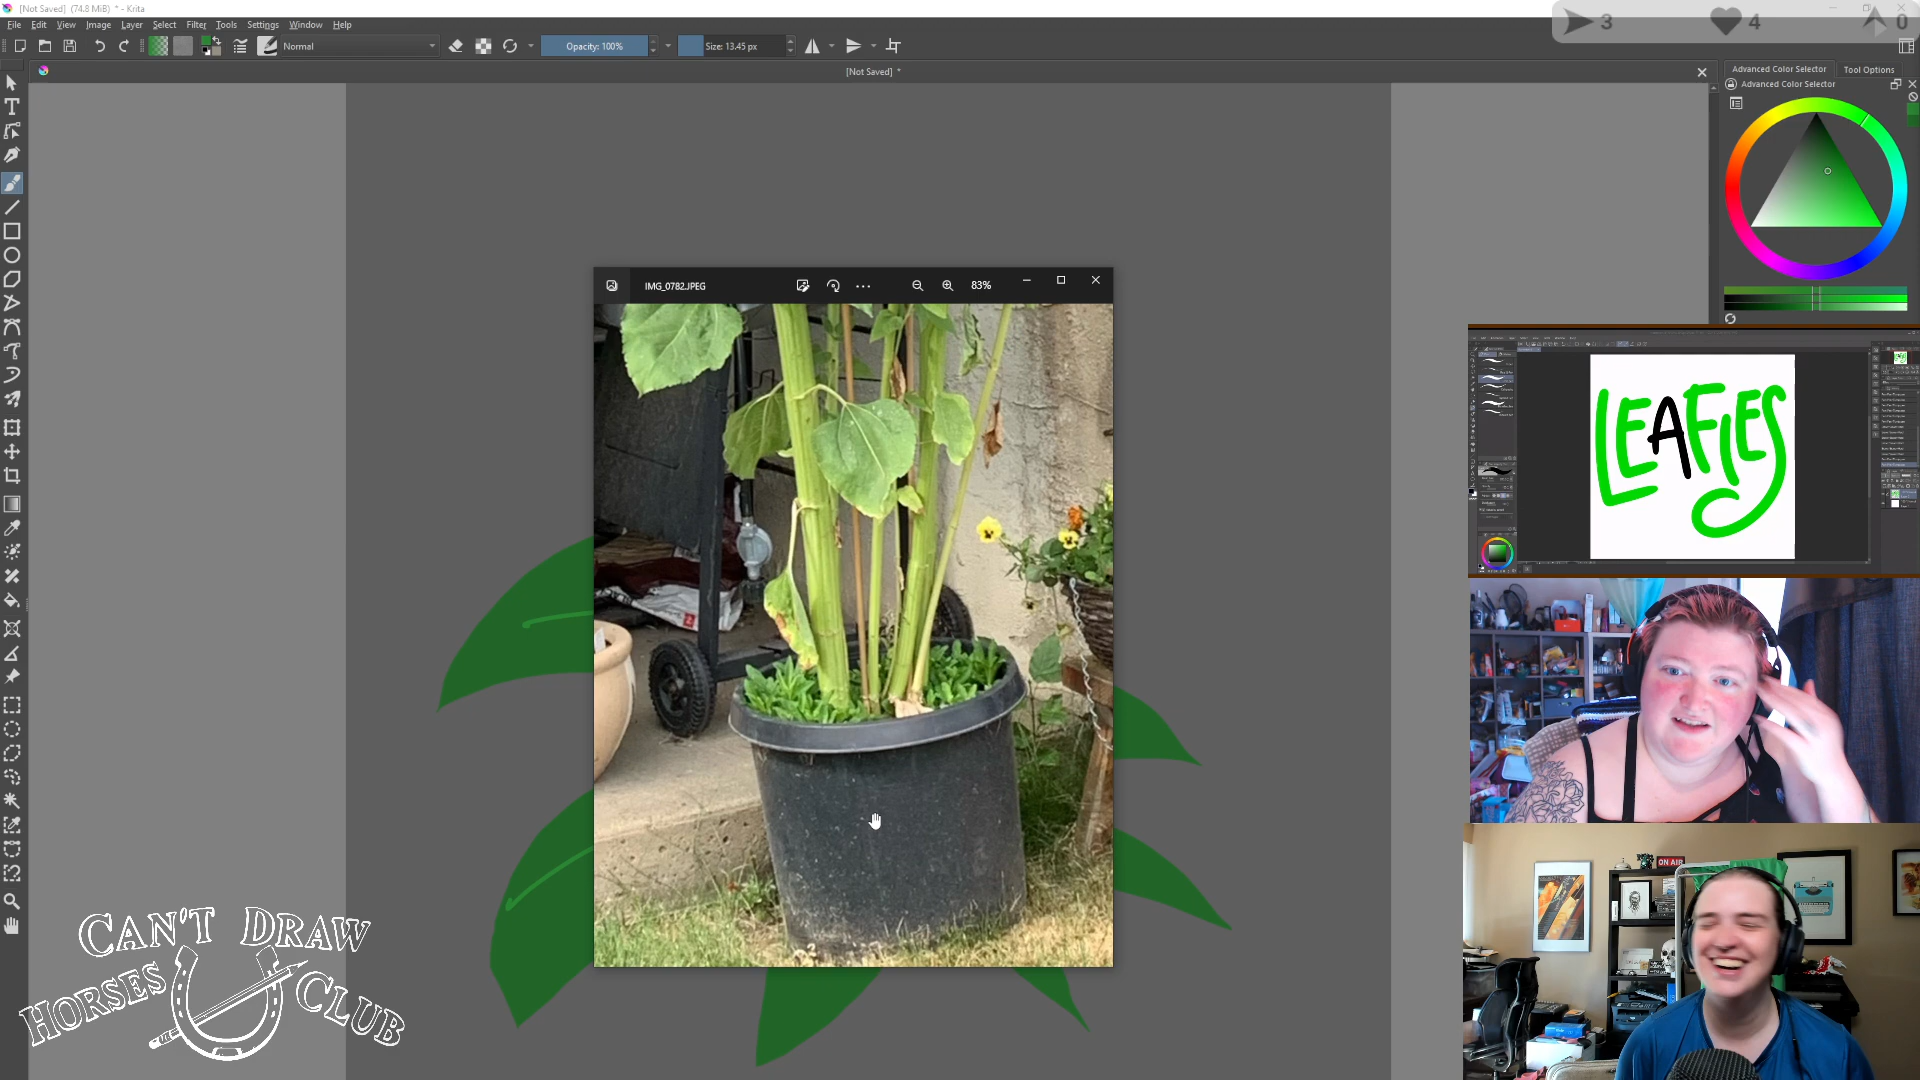 [Not Saved] (74.8 MiB) * - Krita
File Edit View Image Layer Select Filter Tools Settings Window Help
Normal
Opacity: 100%
Size: 13.45 px
3
4
0
[Not Saved] *
Advanced Color Selector
Tool Options
Advanced Color Selector
IMG_0782.JPEG
83%
LEAFIES
ON AIR
CAN'T DRAW
HORSES CLUB